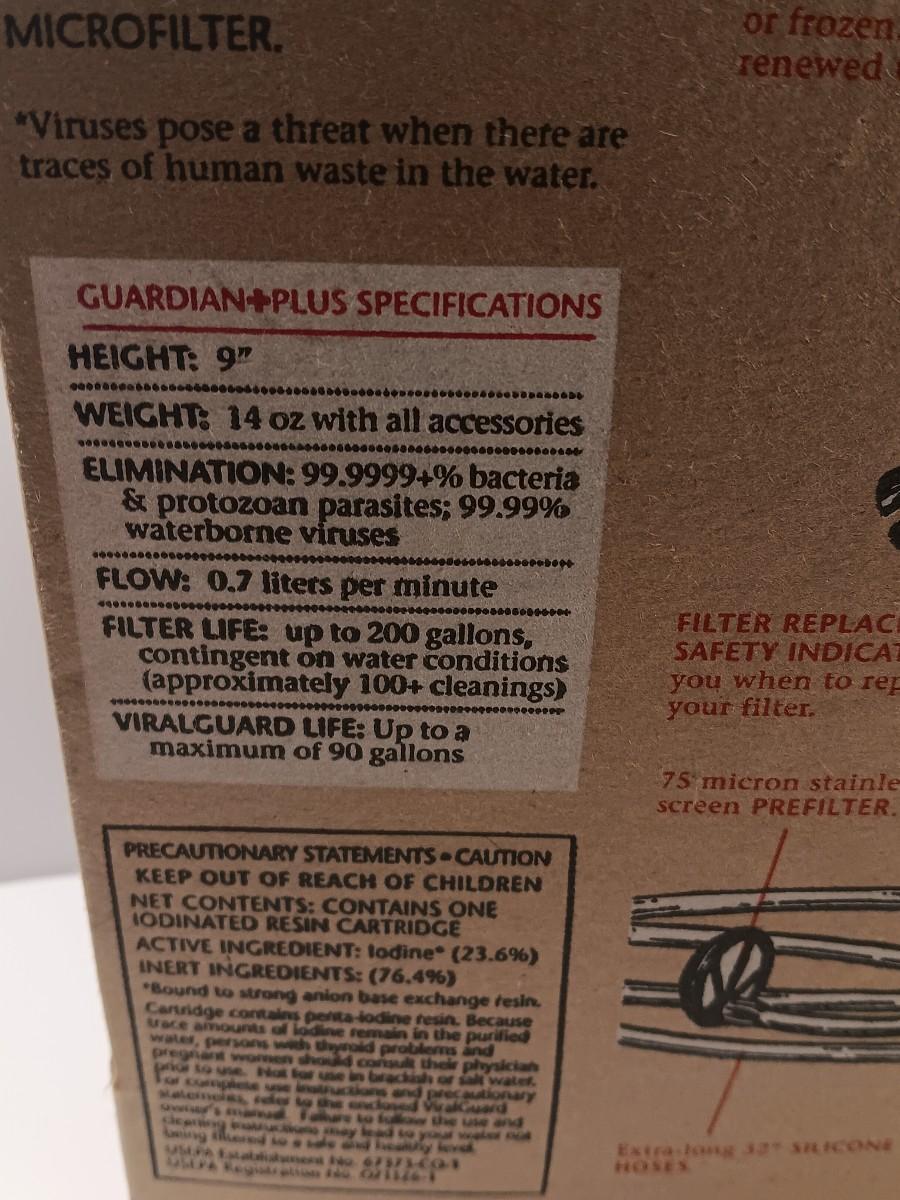 MICROFILTER.
*Viruses pose a threat when there are
traces of human waste in the water.
or frozen
renewed
GUARDIAN+PLUS SPECIFICATIONS
HEIGHT: 9"
WEIGHT: 14 oz with all accessories
ELIMINATION: 99.9999+% bacteria
& protozoan parasites; 99.99%
waterborne viruses
FLOW: 0.7 liters per minute
FILTER LIFE: up to 200 gallons,
contingent on water conditions
(approximately 100+ cleanings)
VIRALGUARD LIFE: Up to a
maximum of 90 gallons
FILTER REPLAC
SAFETY INDICAT
you when to rep
your filter.
75 micron stainle
screen PREFILTER.
PRECAUTIONARY STATEMENTS • CAUTION
KEEP OUT OF REACH OF CHILDREN
NET CONTENTS: CONTAINS ONE
IODINATED RESIN CARTRIDGE
ACTIVE INGREDIENT: Iodine* (23.6%)
INERT INGREDIENTS: (76.4%)
*Bound to strong anion base exchange resin.
Cartridge contains penta-iodine resin. Because
trace amounts of iodine remain in the purified
water, persons with thyroid problems and
pregnant women should consult their physician
prior to use. Not for use in brackish or salt water.
For complete use instructions and precautionary
statements, refer to the enclosed ViralGuard
owner's manual. Failure to follow the use and
cleaning instructions may lead to your water not
being filtered to a safe and healthy level.
USEPA Establishment No.
USEPA Registration No.
Extra-long 32" SILICONE
HOSES